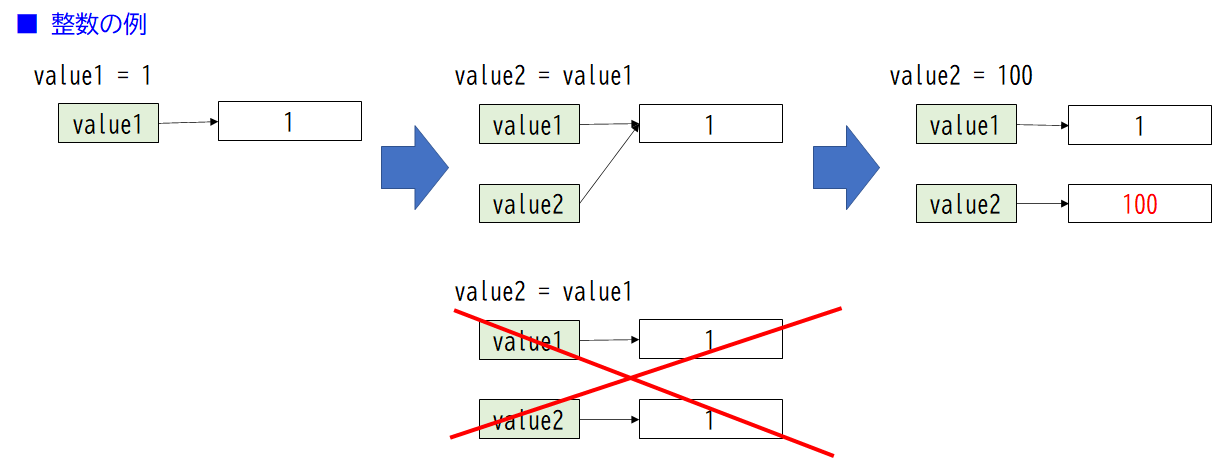 ■ 整数の例
value1 = 1
value1
1
value2 = value1
value1
1
value2
value2 = 100
value1
1
value2
100
value2 = value1
value1
1
value2
1